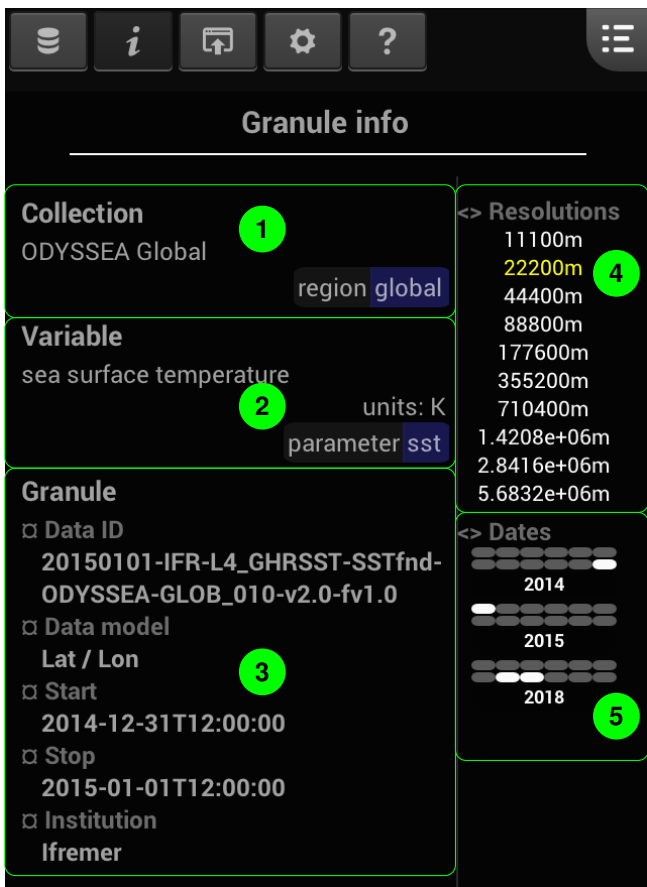 i
?
Granule info
Collection
1
ODYSSEA Global
region global
Variable
sea surface temperature
2
units: K
parameter sst
Granule
¤ Data ID
20150101-IFR-L4_GHRSST-SSTfnd-
ODYSSEA-GLOB_010-v2.0-fv1.0
¤ Data model
Lat / Lon
3
¤ Start
2014-12-31T12:00:00
¤ Stop
2015-01-01T12:00:00
¤ Institution
Ifremer
<> Resolutions
11100m
22200m
4
44400m
88800m
177600m
355200m
710400m
1.4208e+06m
2.8416e+06m
5.6832e+06m
<> Dates
2014
2015
2018
5